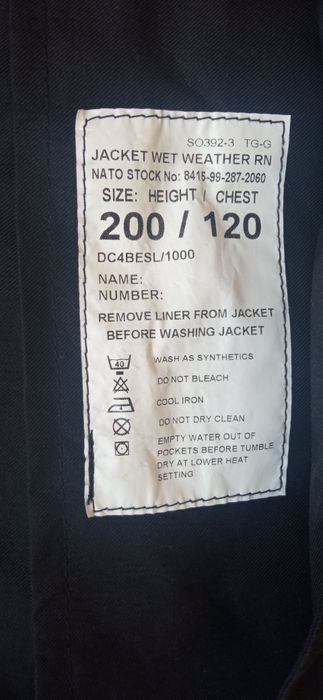 SO392-3 TG-G
JACKET WET WEATHER RN
NATO STOCK No: 8415-99-287-2060
SIZE: HEIGHT / CHEST
200 / 120
DC4BESL/1000
NAME:
NUMBER:
REMOVE LINER FROM JACKET
BEFORE WASHING JACKET
40 WASH AS SYNTHETICS
DO NOT BLEACH
COOL IRON
DO NOT DRY CLEAN
EMPTY WATER OUT OF
POCKETS BEFORE TUMBLE
DRY AT LOWER HEAT
SETTING